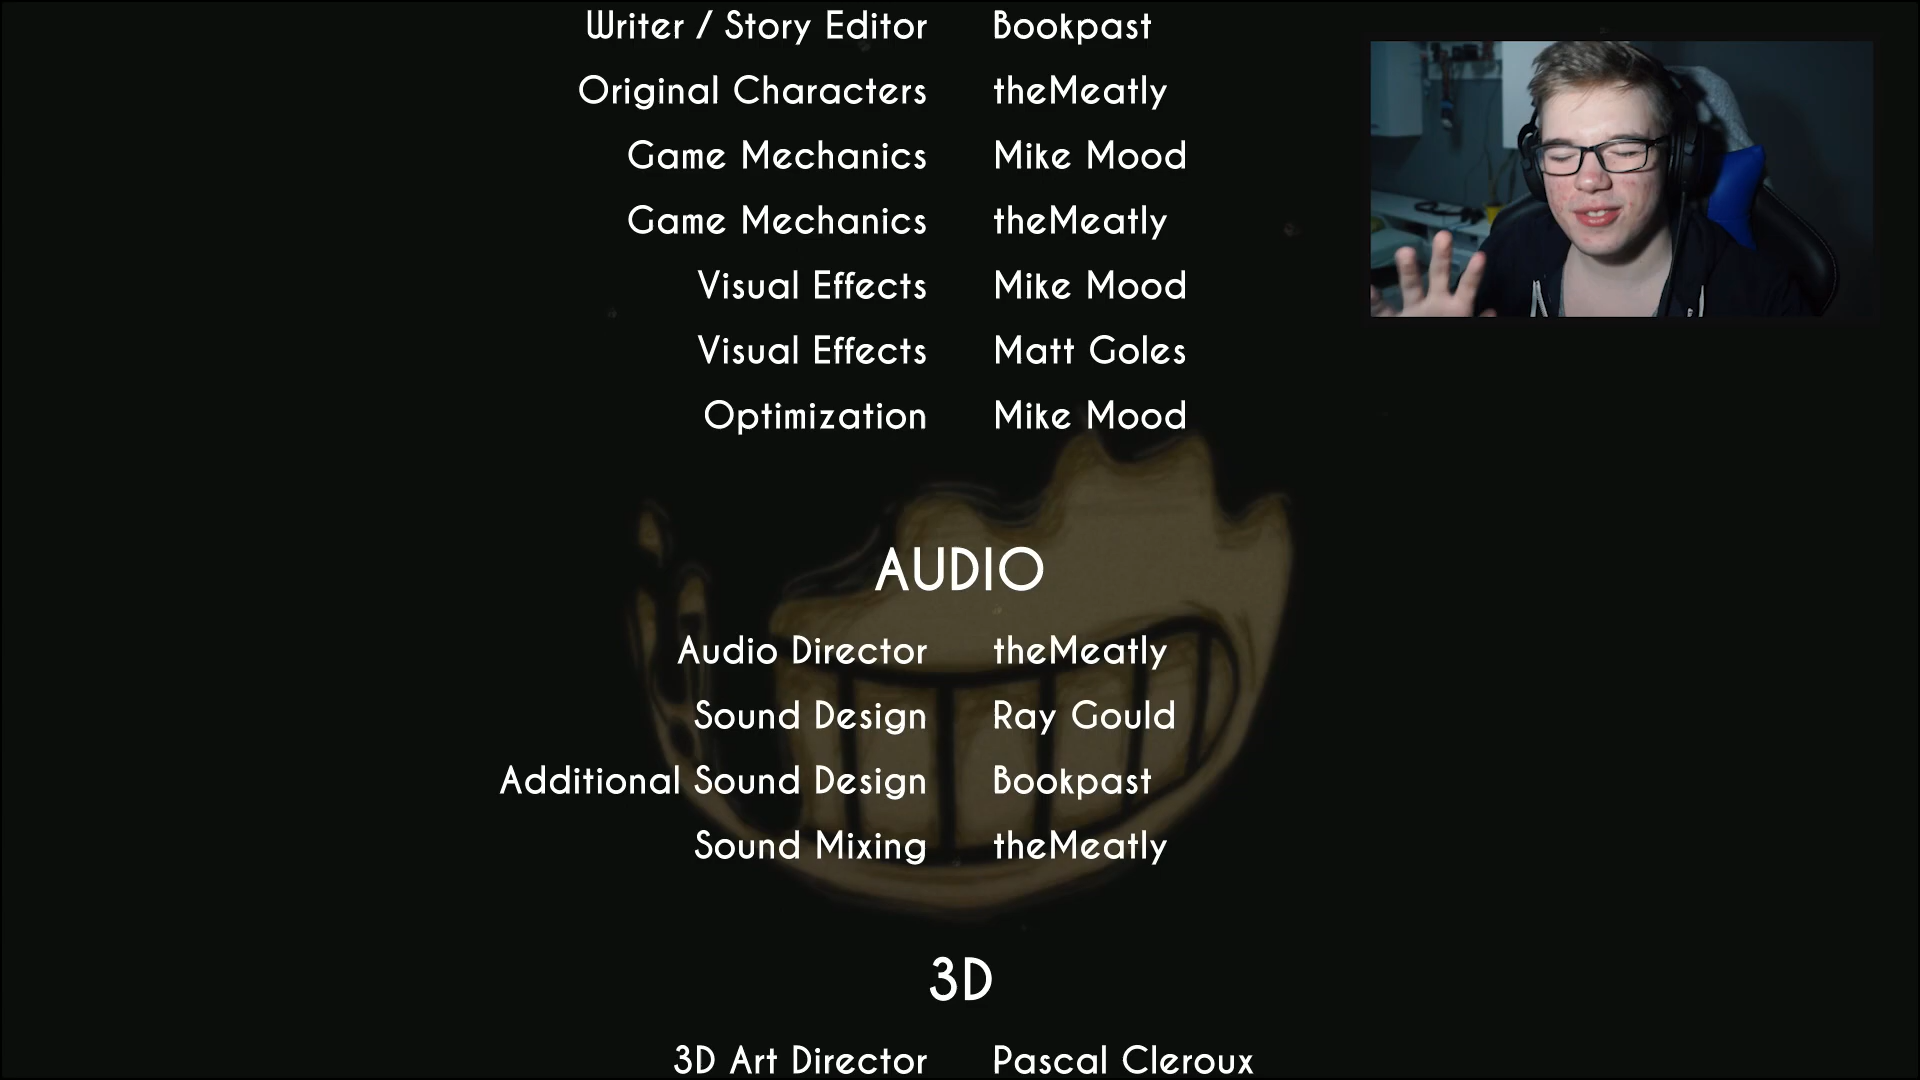 Writer / Story Editor Bookpast
Original Characters theMeatly
Game Mechanics Mike Mood
Game Mechanics theMeatly
Visual Effects Mike Mood
Visual Effects Matt Goles
Optimization Mike Mood
AUDIO
Audio Director theMeatly
Sound Design Ray Gould
Additional Sound Design Bookpast
Sound Mixing theMeatly
3D
3D Art Director Pascal Cleroux